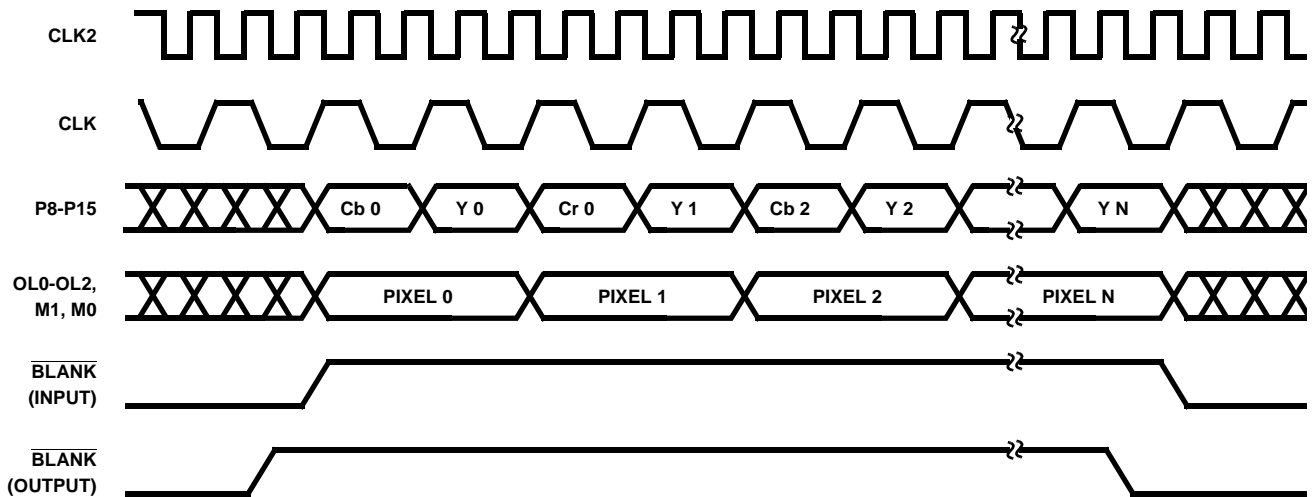 CLK2
CLK
P8-P15
Cb 0 Y 0 Cr 0 Y 1 Cb 2 Y 2 Y N
OL0-OL2,
M1, M0
PIXEL 0 PIXEL 1 PIXEL 2 PIXEL N
BLANK
(INPUT)
BLANK
(OUTPUT)